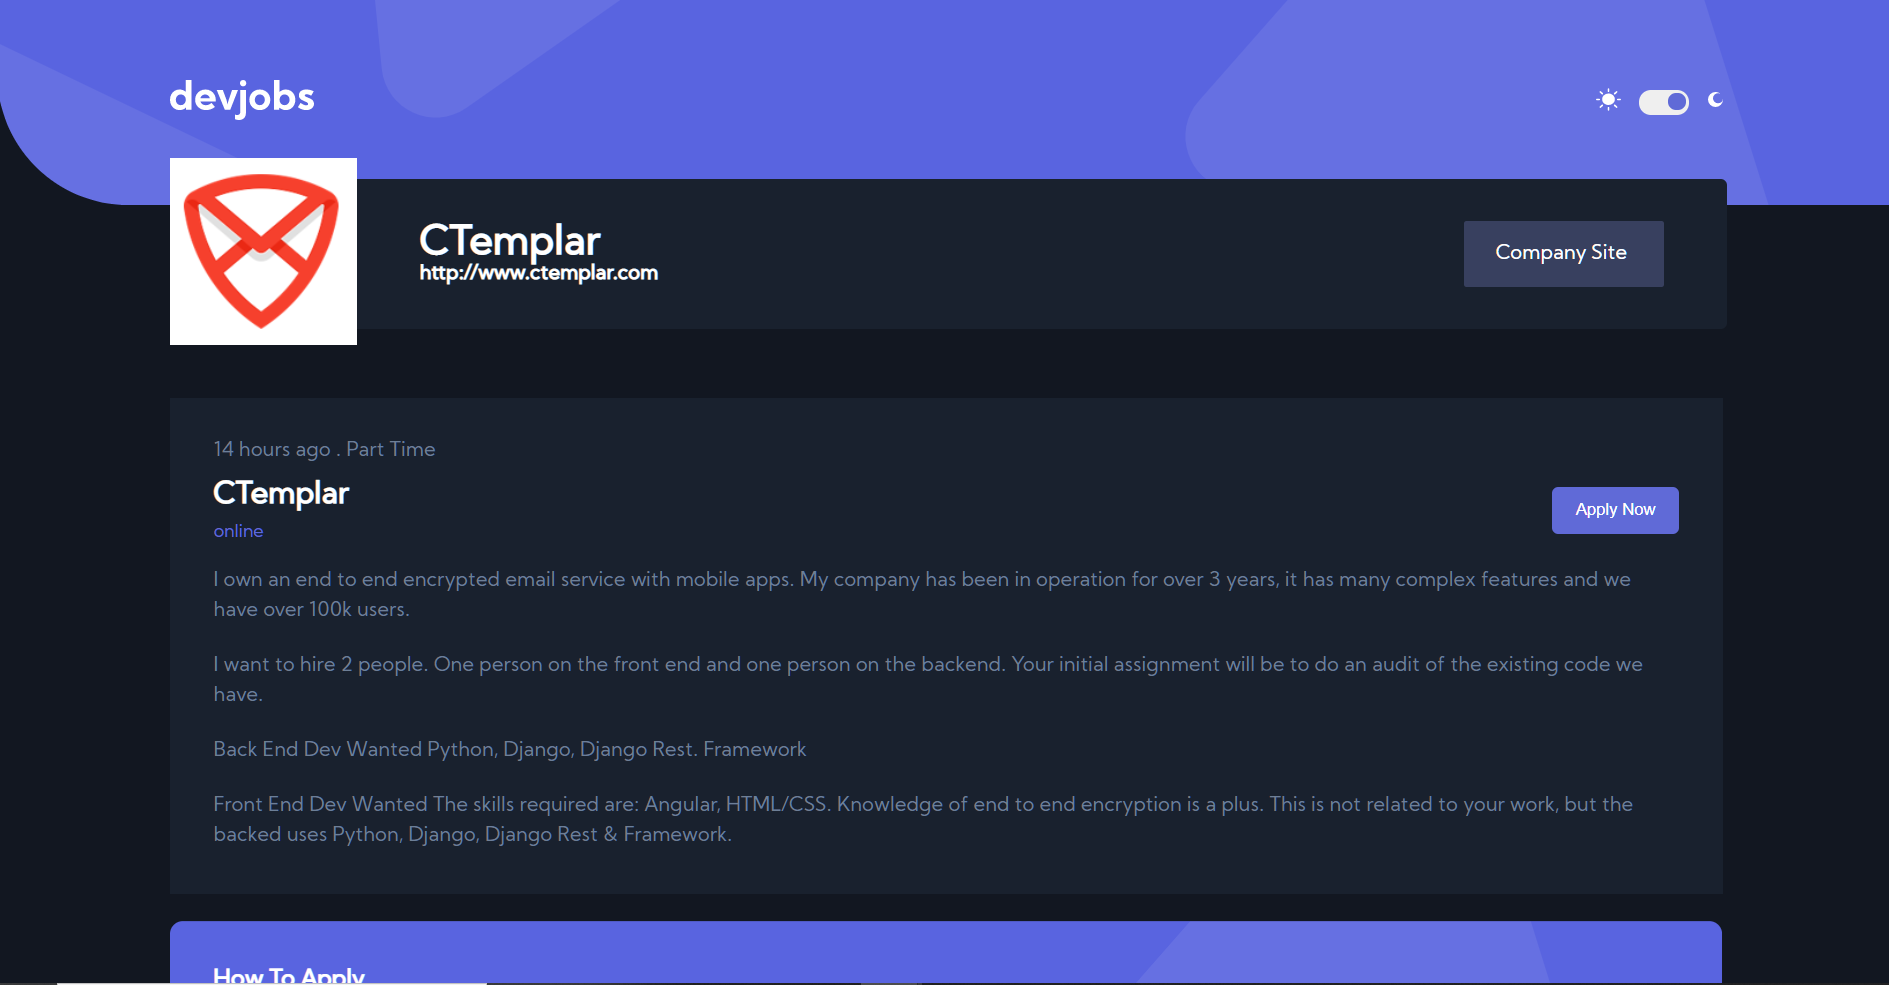 devjobs
CTemplar
http://www.ctemplar.com
Company Site
14 hours ago . Part Time
CTemplar
online
Apply Now
I own an end to end encrypted email service with mobile apps. My company has been in operation for over 3 years, it has many complex features and we
have over 100k users.
I want to hire 2 people. One person on the front end and one person on the backend. Your initial assignment will be to do an audit of the existing code we
have.
Back End Dev Wanted Python, Django, Django Rest. Framework
Front End Dev Wanted The skills required are: Angular, HTML/CSS. Knowledge of end to end encryption is a plus. This is not related to your work, but the
backed uses Python, Django, Django Rest & Framework.
How To Apply